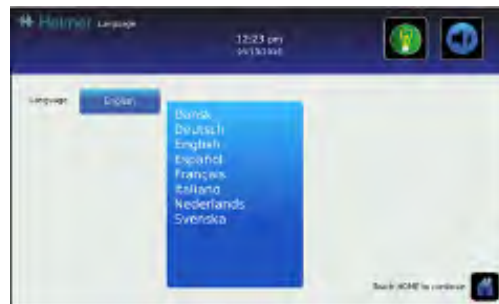 Helmer Language
12:23 pm
Language
English
Dansk
Deutsch
English
Español
Français
Italiano
Nederlands
Svenska
Touch HOME to continue